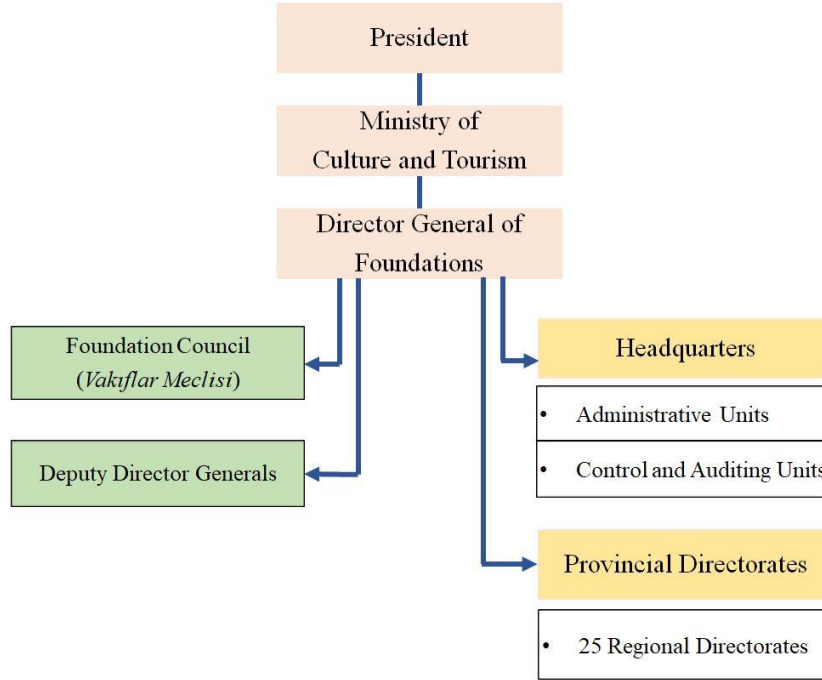 President
Ministry of
Culture and Tourism
Director General of
Foundations
Foundation Council
(Vakıflar Meclisi)
Deputy Director Generals
Headquarters
• Administrative Units
• Control and Auditing Units
Provincial Directorates
• 25 Regional Directorates